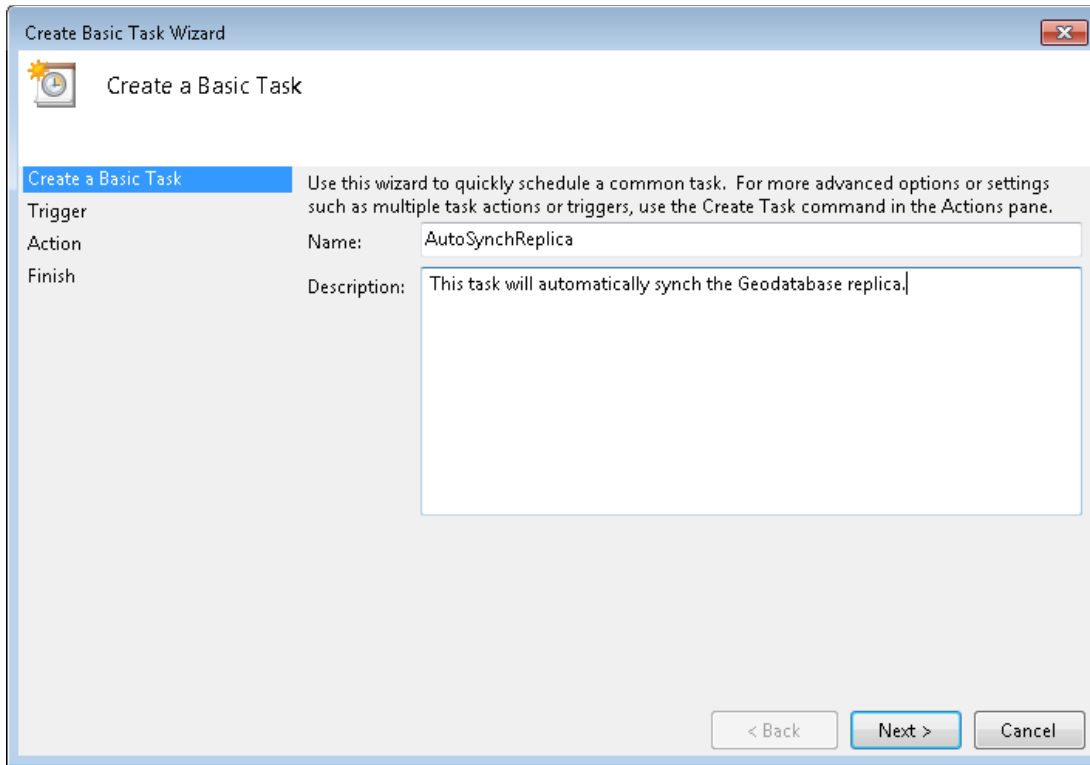 Create Basic Task Wizard
Create a Basic Task
Create a Basic Task
Trigger
Action
Finish
Use this wizard to quickly schedule a common task. For more advanced options or settings
such as multiple task actions or triggers, use the Create Task command in the Actions pane.
Name: AutoSynchReplica
Description: This task will automatically synch the Geodatabase replica.
< Back Next > Cancel